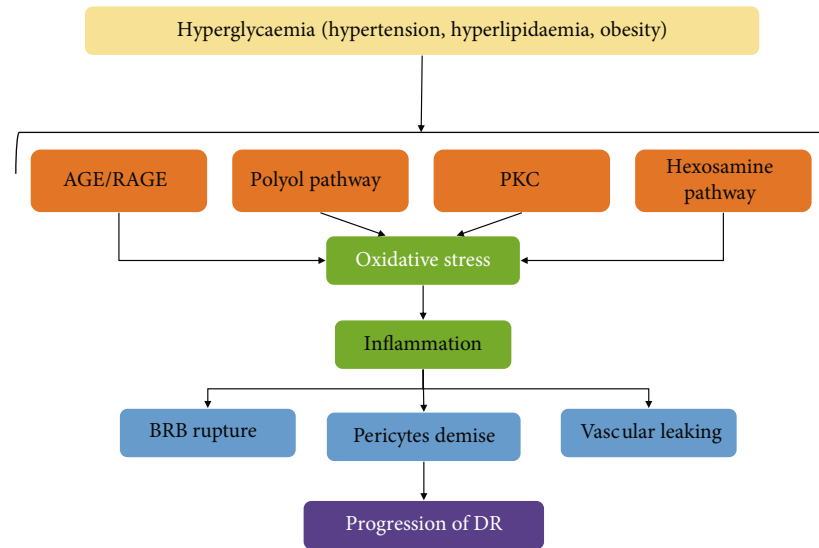 Hyperglycaemia (hypertension, hyperlipidaemia, obesity)
AGE/RAGE
Polyol pathway
PKC
Hexosamine
pathway
Oxidative stress
Inflammation
BRB rupture
Pericytes demise
Vascular leaking
Progression of DR